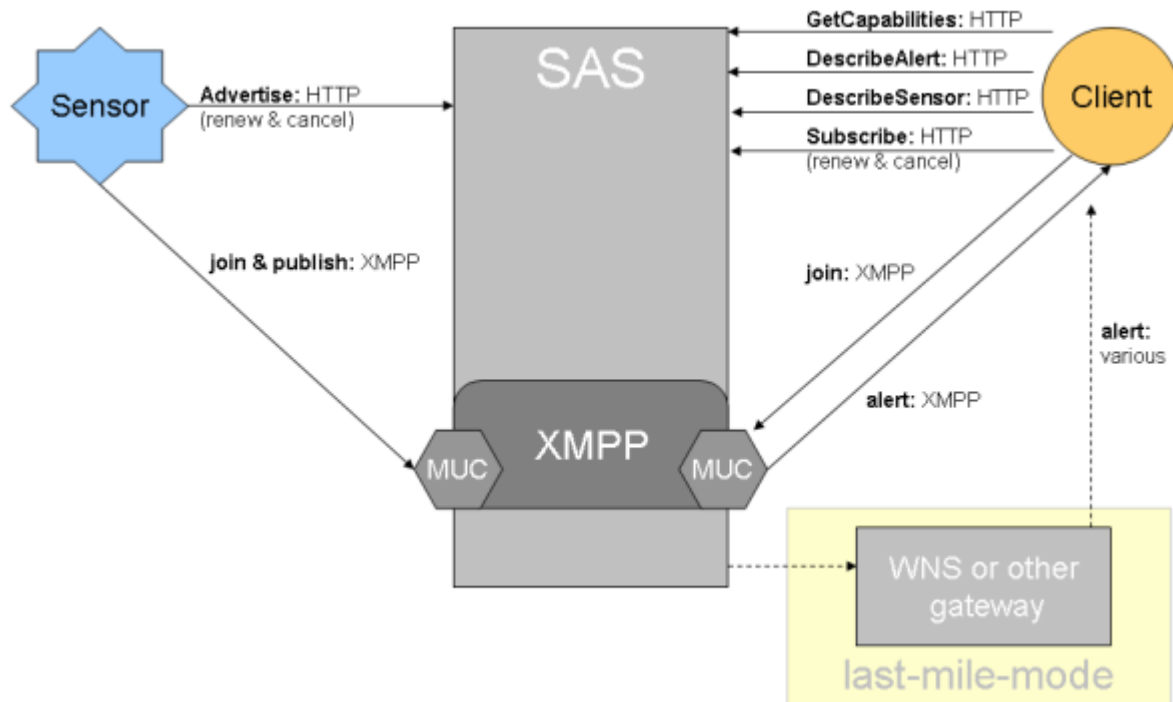 GetCapabilities: HTTP
SAS
DescribeAlert: HTTP
Sensor
Advertise: HTTP
(renew & cancel)
DescribeSensor: HTTP
Client
Subscribe: HTTP
(renew & cancel)
join & publish: XMPP
join: XMPP
alert:
various
alert: XMPP
MUC
XMPP
MUC
WNS or other
gateway
last-mile-mode